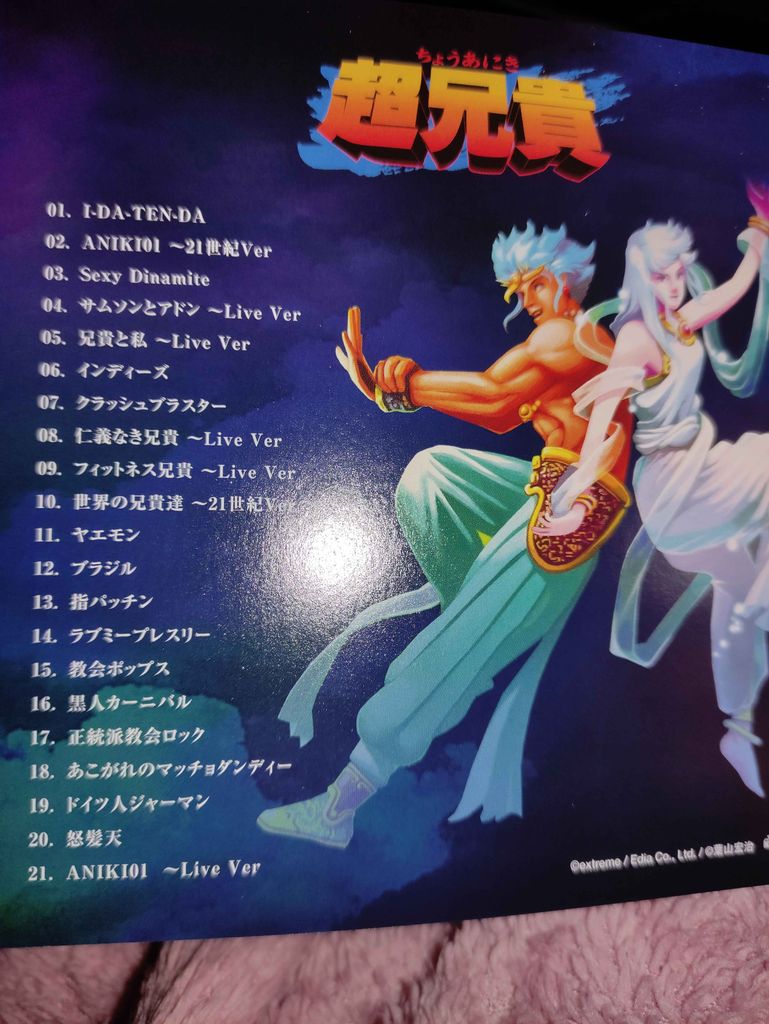 ちょうあにき
超兄貴
01. I-DA-TEN-DA
02. ANIKI01 ～21世紀Ver
03. Sexy Dinamite
04. サムソンとアドン ～Live Ver
05. 兄貴と私 ～Live Ver
06. インディーズ
07. クラッシュブラスター
08. 仁義なき兄貴 ～Live Ver
09. フィットネス兄貴 ～Live Ver
10. 世界の兄貴達 ～21世紀V
11. ヤエモン
12. ブラジル
13. 指パッチン
14. ラブミープレスリー
15. 教会ポップス
16. 黒人カーニバル
17. 正統派教会ロック
18. あこがれのマッチョダンディー
19. ドイツ人ジャーマン
20. 怒髪天
21. ANIKI01 ～Live Ver
©extreme / Edia Co., Ltd. / ©葉山宏治